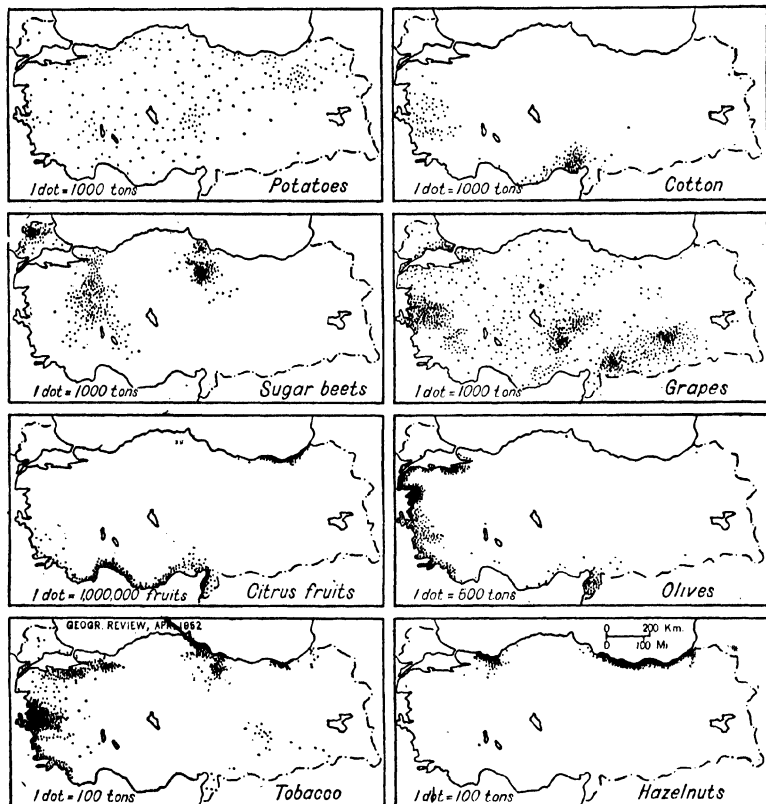 1 dot = 1000 tons
Potatoes
1 dot = 1000 tons
Cotton
1 dot = 1000 tons
Sugar beets
1 dot = 1000 tons
Grapes
1 dot = 1,000,000 fruits
Citrus fruits
1 dot = 500 tons
Olives
GEOGR. REVIEW, APR. 1952
1 dot = 100 tons
Tobacco
0 200 Km.
0 100 Mi
1 dot = 100 tons
Hazelnuts